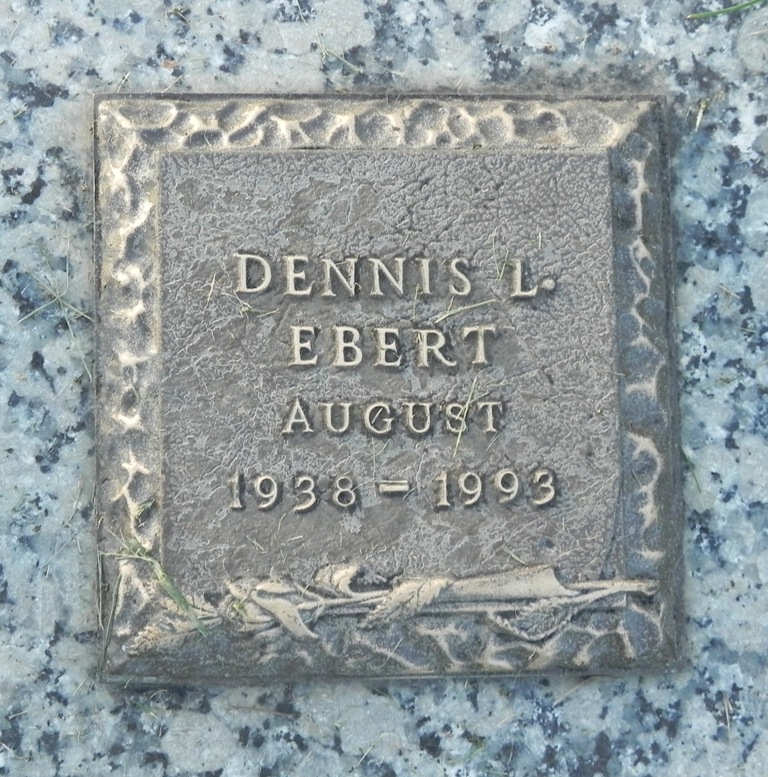 DENNIS L.
EBERT
AUGUST
1938 – 1993